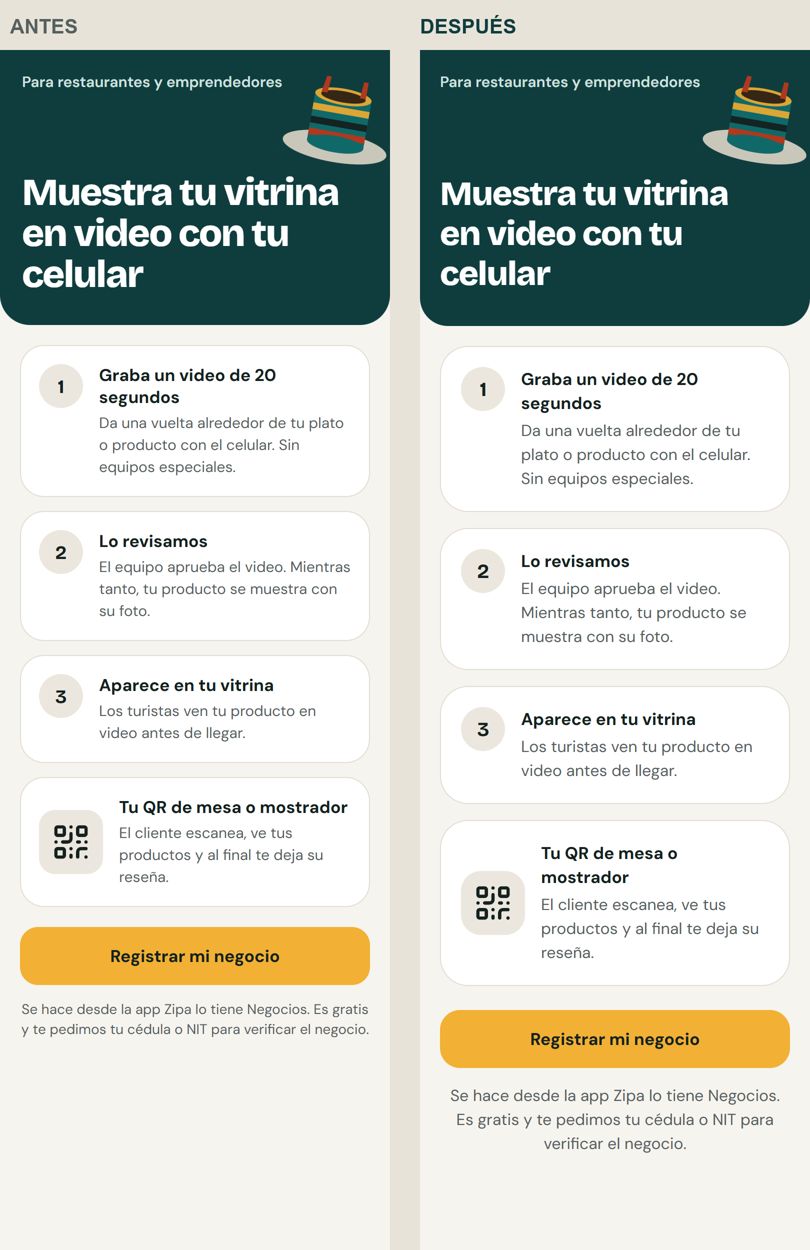 ANTES
Para restaurantes y emprendedores
Muestra tu vitrina
en video con tu
celular
1
Graba un video de 20
segundos
Da una vuelta alrededor de tu plato
o producto con el celular. Sin
equipos especiales.
2
Lo revisamos
El equipo aprueba el video. Mientras
tanto, tu producto se muestra con
su foto.
3
Aparece en tu vitrina
Los turistas ven tu producto en
video antes de llegar.
Tu QR de mesa o mostrador
El cliente escanea, ve tus
productos y al final te deja su
reseña.
Registrar mi negocio
Se hace desde la app Zipa lo tiene Negocios. Es gratis
y te pedimos tu cédula o NIT para verificar el negocio.
DESPUÉS
Para restaurantes y emprendedores
Muestra tu vitrina
en video con tu
celular
1
Graba un video de 20
segundos
Da una vuelta alrededor de tu
plato o producto con el celular.
Sin equipos especiales.
2
Lo revisamos
El equipo aprueba el video.
Mientras tanto, tu producto se
muestra con su foto.
3
Aparece en tu vitrina
Los turistas ven tu producto en
video antes de llegar.
Tu QR de mesa o
mostrador
El cliente escanea, ve tus
productos y al final te deja su
reseña.
Registrar mi negocio
Se hace desde la app Zipa lo tiene Negocios.
Es gratis y te pedimos tu cédula o NIT para
verificar el negocio.